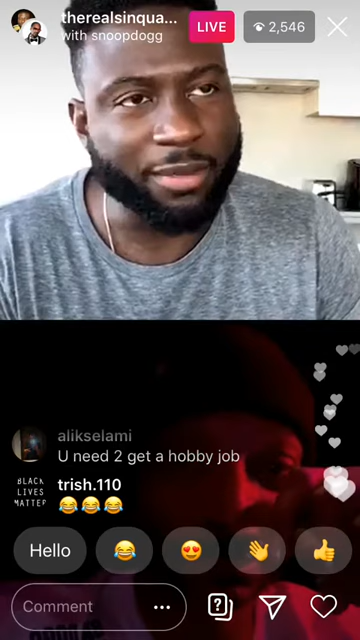 therealsinqua...
with snoopdogg
LIVE
2,546
alikselami
U need 2 get a hobby job
BLACK
LIVES
MATTER
trish.110
😂😂😂
Hello
😂 😍 👋 👍
Comment